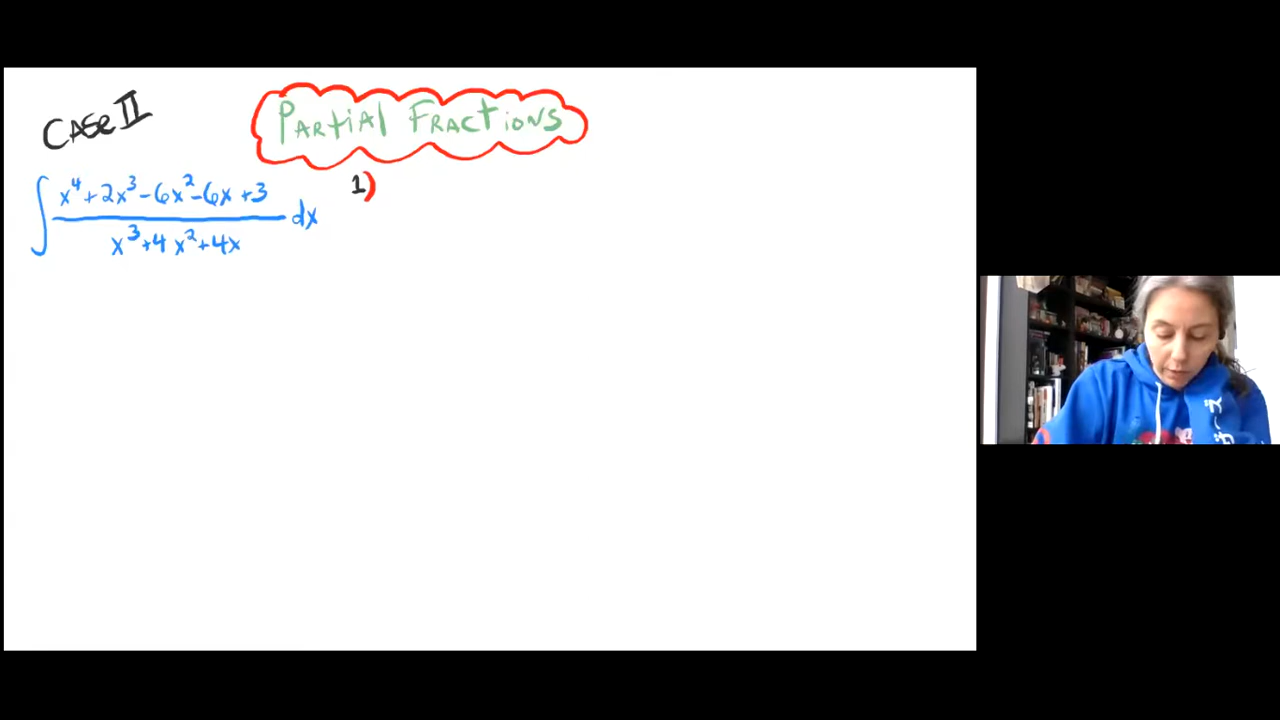 CASE II
PARTIAL FRACTIONS
1)
∫ x⁴+2x³-6x²-6x+3 / x³+4x²+4x dx